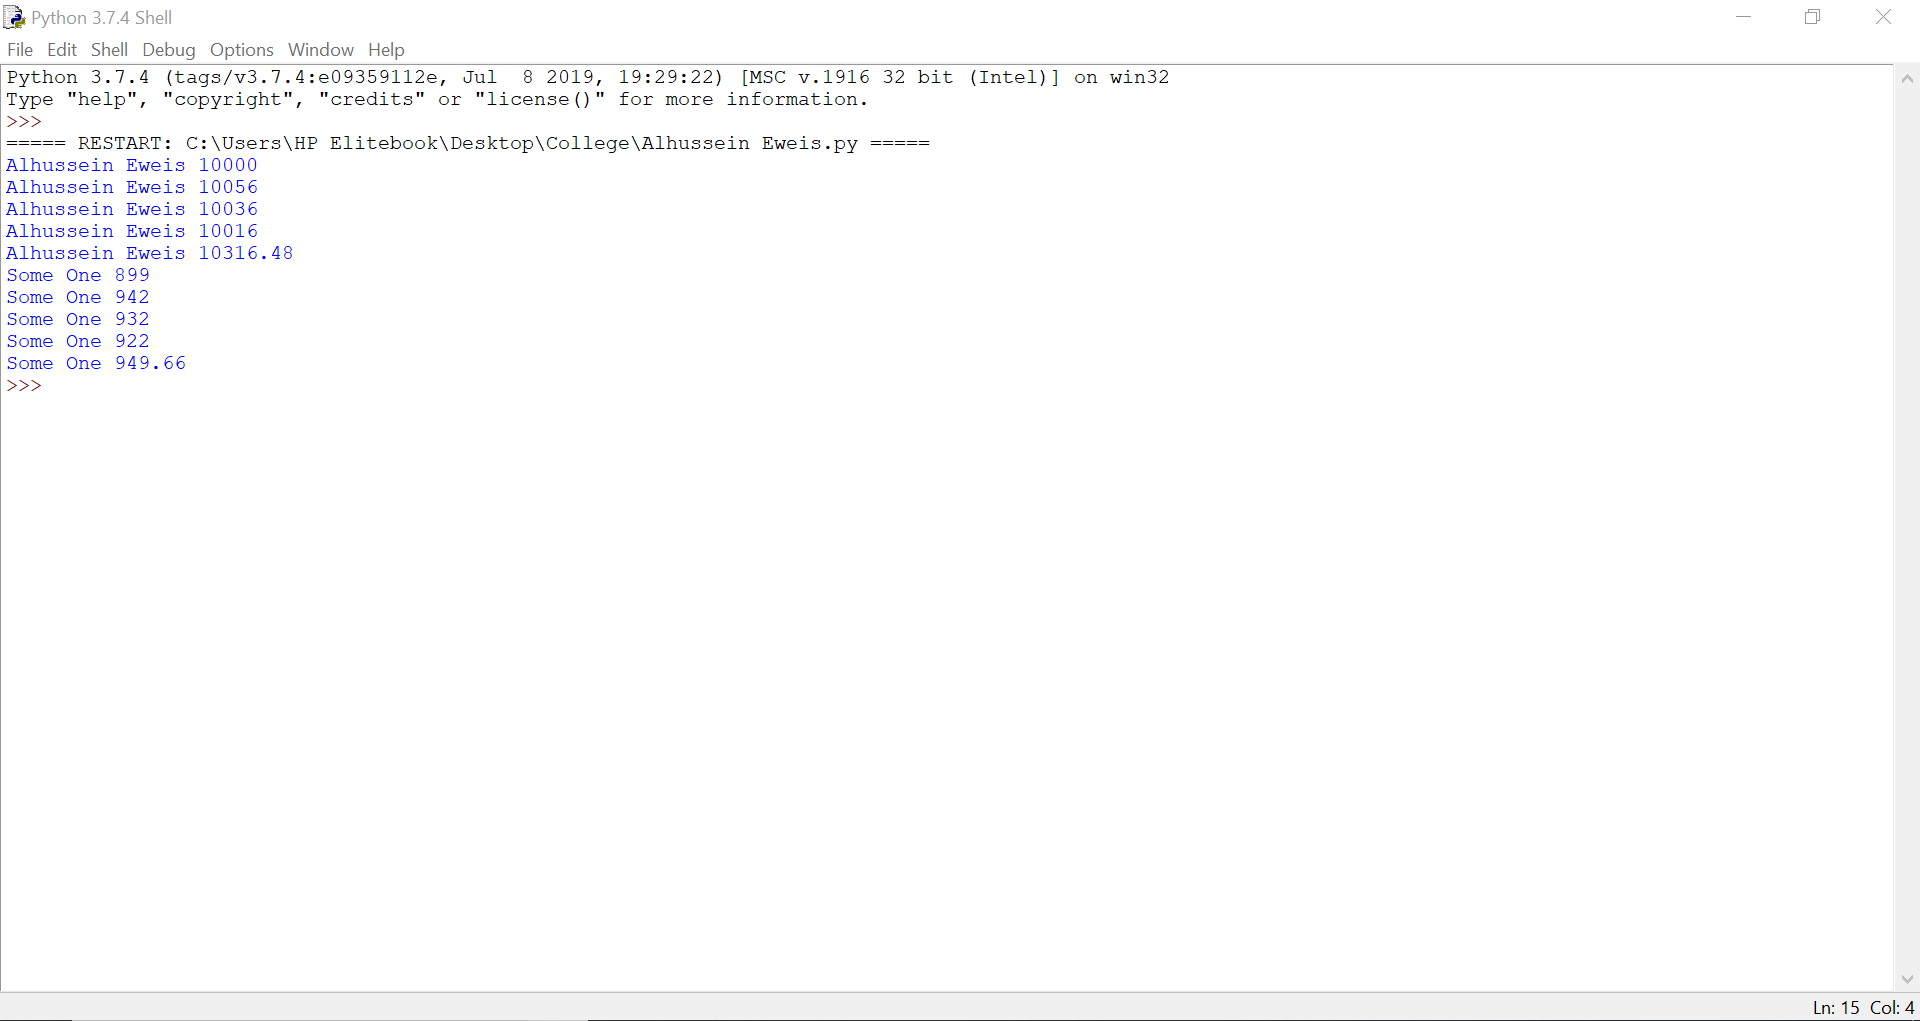 Python 3.7.4 Shell
File Edit Shell Debug Options Window Help
Python 3.7.4 (tags/v3.7.4:e09359112e, Jul  8 2019, 19:29:22) [MSC v.1916 32 bit (Intel)] on win32
Type "help", "copyright", "credits" or "license()" for more information.
>>>
===== RESTART: C:\Users\HP Elitebook\Desktop\College\Alhussein Eweis.py =====
Alhussein Eweis 10000
Alhussein Eweis 10056
Alhussein Eweis 10036
Alhussein Eweis 10016
Alhussein Eweis 10316.48
Some One 899
Some One 942
Some One 932
Some One 922
Some One 949.66
>>>
Ln: 15 Col: 4